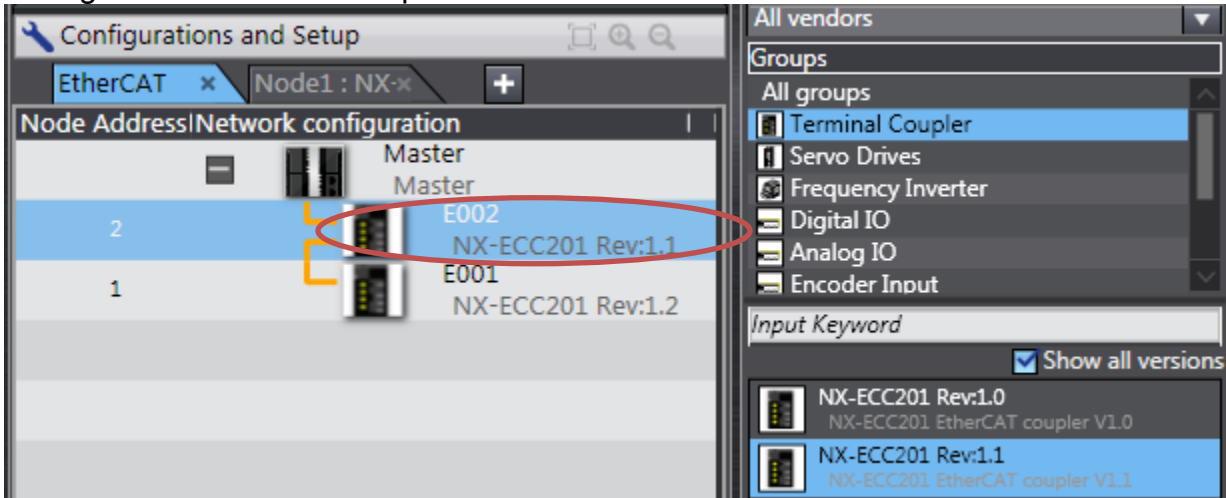 Configurations and Setup
EtherCAT
Node1 : NX-
Node Address Network configuration
Master
Master
2
E002
NX-ECC201 Rev:1.1
1
E001
NX-ECC201 Rev:1.2
All vendors
Groups
All groups
Terminal Coupler
Servo Drives
Frequency Inverter
Digital IO
Analog IO
Encoder Input
Input Keyword
Show all versions
NX-ECC201 Rev:1.0
NX-ECC201 EtherCAT coupler V1.0
NX-ECC201 Rev:1.1
NX-ECC201 EtherCAT coupler V1.1